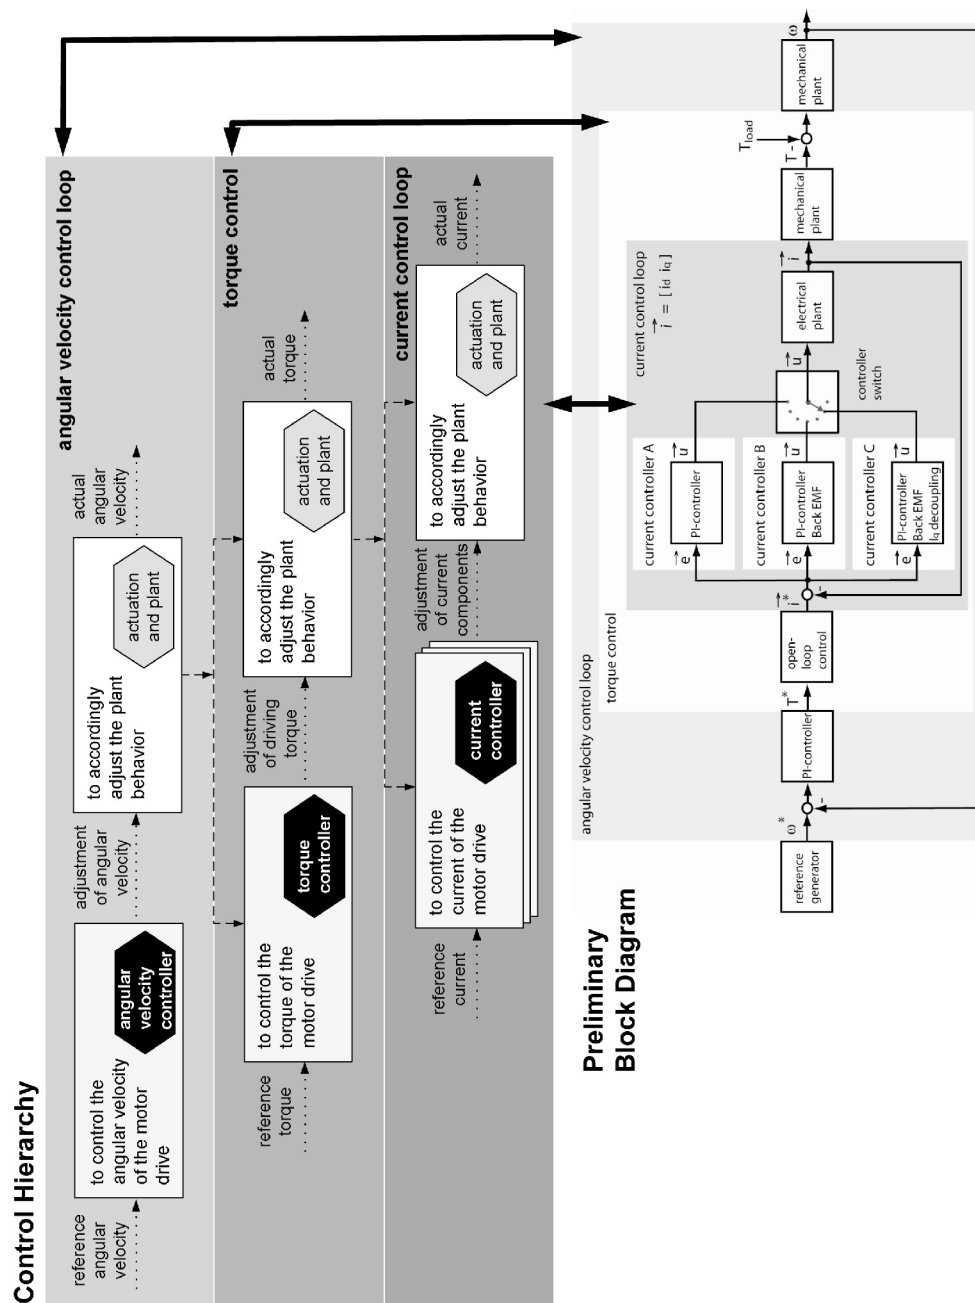 Control Hierarchy
angular velocity control loop
reference
angular
velocity
to control the
angular velocity
of the motor
drive
angular
velocity
controller
adjustment
of angular
velocity
to accordingly
adjust the plant
behavior
actuation
and plant
actual
angular
velocity
torque control
reference
torque
to control the
torque of the
motor drive
torque
controller
adjustment
of driving
torque
to accordingly
adjust the plant
behavior
actuation
and plant
actual
torque
current control loop
reference
current
to control the
current of the
motor drive
current
controller
adjustment
of current
components
to accordingly
adjust the plant
behavior
actuation
and plant
actual
current
Preliminary
Block Diagram
angular velocity control loop
torque control
current control loop
i = [ id iq ]
reference
generator
ω*
-
PI-controller
T*
open-
loop
control
i*
-
current controller A
e
PI-controller
u
current controller B
e
PI-controller
Back EMF
u
current controller C
e
PI-controller
Back EMF
Iq decoupling
u
controller
switch
u
electrical
plant
i
mechanical
plant
T
-
Tload
mechanical
plant
ω